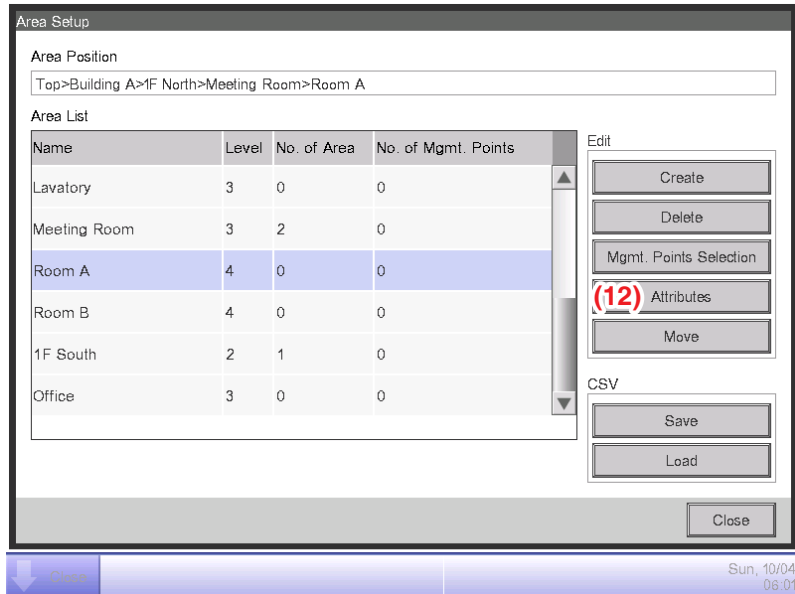 Area Setup
Area Position
Top>Building A>1F North>Meeting Room>Room A
Area List
Name Level No. of Area No. of Mgmt. Points
Lavatory 3 0 0
Meeting Room 3 2 0
Room A 4 0 0
Room B 4 0 0
1F South 2 1 0
Office 3 0 0
Edit
Create
Delete
Mgmt. Points Selection
(12) Attributes
Move
CSV
Save
Load
Close
Sun, 10/04
06:01